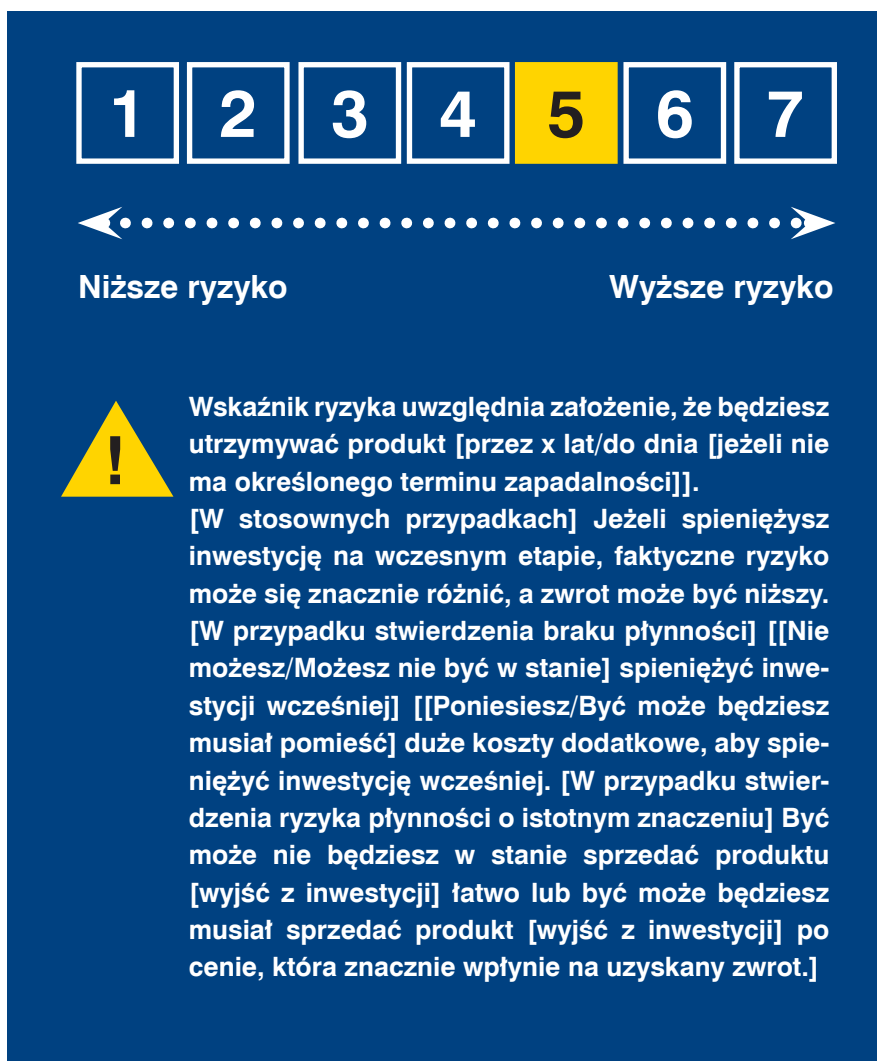 1 2 3 4 5 6 7
Niższe ryzyko Wyższe ryzyko
!
Wskaźnik ryzyka uwzględnia założenie, że będziesz
utrzymywać produkt [przez x lat/do dnia [jeżeli nie
ma określonego terminu zapadalności]].
[W stosownych przypadkach] Jeżeli spieniężysz
inwestycję na wczesnym etapie, faktyczne ryzyko
może się znacznie różnić, a zwrot może być niższy.
[W przypadku stwierdzenia braku płynności] [[Nie
możesz/Możesz nie być w stanie] spieniężyć inwe-
stycji wcześniej] [[Poniesiesz/Być może będziesz
musiał pomieść] duże koszty dodatkowe, aby spie-
niężyć inwestycję wcześniej. [W przypadku stwier-
dzenia ryzyka płynności o istotnym znaczeniu] Być
może nie będziesz w stanie sprzedać produktu
[wyjść z inwestycji] łatwo lub być może będziesz
musiał sprzedać produkt [wyjść z inwestycji] po
cenie, która znacznie wpłynie na uzyskany zwrot.]